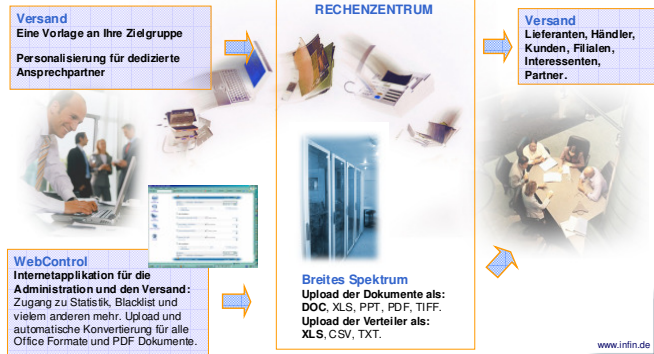 Versand
Eine Vorlage an Ihre Zielgruppe
Personalisierung für dedizierte
Ansprechpartner
RECHENZENTRUM
Versand
Lieferanten, Händler,
Kunden, Filialen,
Interessenten,
Partner.
WebControl
Internetapplikation für die
Administration und den Versand:
Zugang zu Statistik, Blacklist und
vielem anderen mehr. Upload und
automatische Konvertierung für alle
Office Formate und PDF Dokumente.
Breites Spektrum
Upload der Dokumente als:
DOC, XLS, PPT, PDF, TIFF.
Upload der Verteiler als:
XLS, CSV, TXT.
www.infin.de